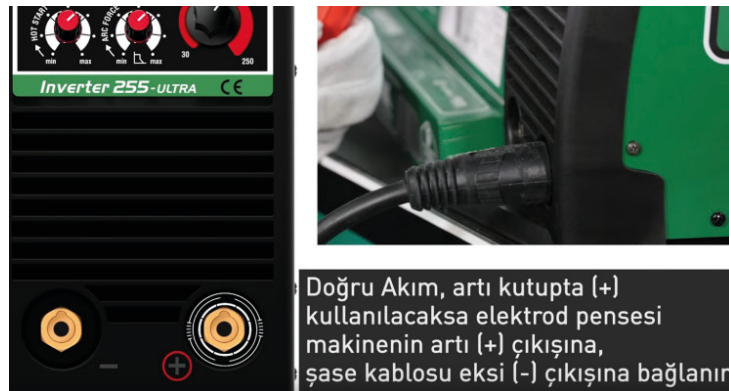 HOT START
min
max
ARC FORCE
min
max
30
250
Inverter 255-ULTRA
CE
-
+
Doğru Akım, artı kutupta (+)
kullanılacaksa elektrod pensesi
makinenin artı (+) çıkışına,
şase kablosu eksi (-) çıkışına bağlanır